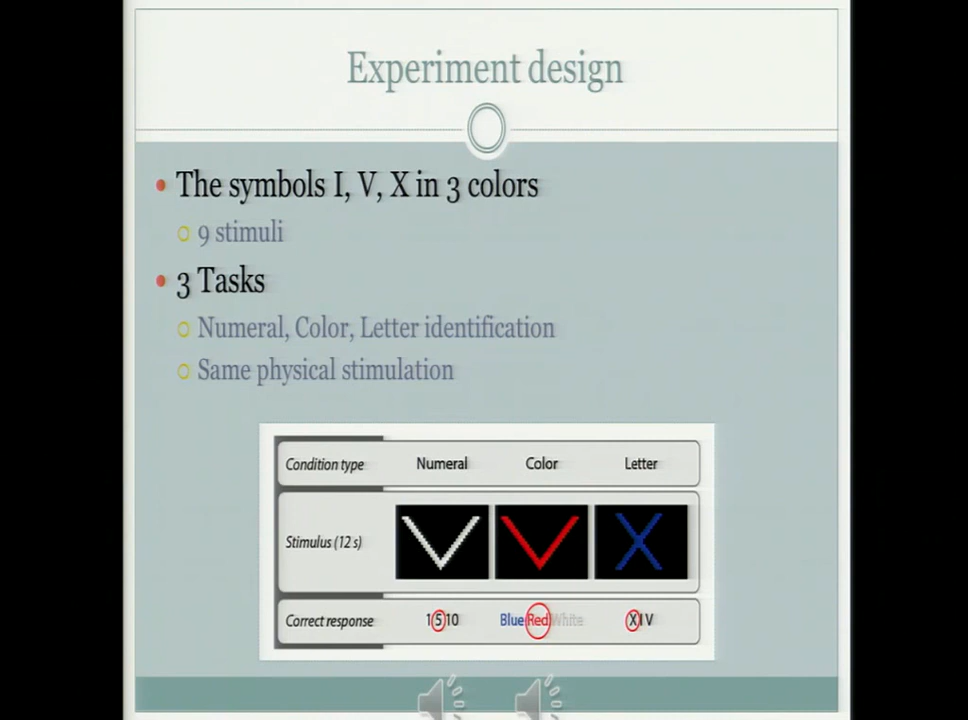 Experiment design
The symbols I, V, X in 3 colors
9 stimuli
3 Tasks
Numeral, Color, Letter identification
Same physical stimulation
Condition type Numeral Color Letter
Stimulus (12 s) V V X
Correct response 1 5 10 Blue Red White X I V